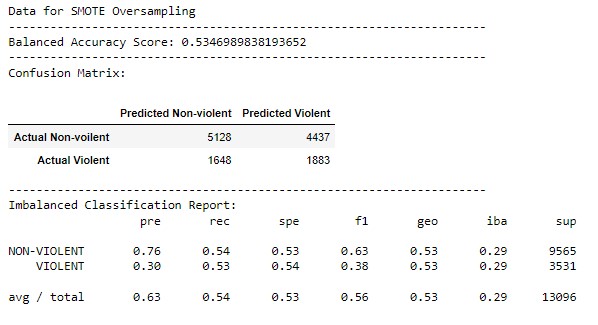 Data for SMOTE Oversampling
--------------------------------------------------------------------
Balanced Accuracy Score: 0.5346989838193652
--------------------------------------------------------------------
Confusion Matrix:
Predicted Non-violent Predicted Violent
Actual Non-voilent 5128 4437
Actual Violent 1648 1883
--------------------------------------------------------------------
Imbalanced Classification Report:
pre rec spe f1 geo iba sup
NON-VIOLENT 0.76 0.54 0.53 0.63 0.53 0.29 9565
VIOLENT 0.30 0.53 0.54 0.38 0.53 0.29 3531
avg / total 0.63 0.54 0.53 0.56 0.53 0.29 13096